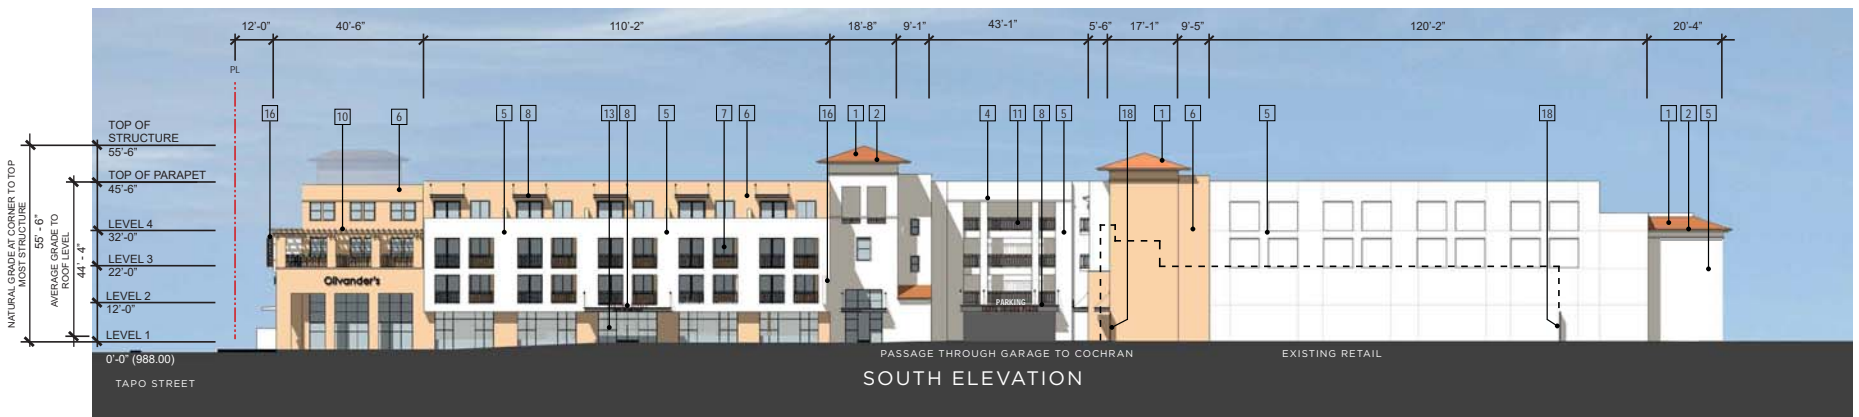 12'-0" 40'-6" 110'-2" 18'-8" 9'-1" 43'-1" 5'-6" 17'-1" 9'-5" 120'-2" 20'-4"
PL
16 10 6 5 8 13 8 5 7 6 16 1 2 4 11 8 5 18 1 6 5 18 1 2 5
TOP OF
STRUCTURE
55'-6"
TOP OF PARAPET
45'-6"
LEVEL 4
32'-0"
LEVEL 3
22'-0"
LEVEL 2
12'-0"
LEVEL 1
0'-0" (988.00)
NATURAL GRADE AT CORNER TO TOP
MOST STRUCTURE
55' - 6"
AVERAGE GRADE TO
ROOF LEVEL
44' - 4"
Ollvander's
PARKING
TAPO STREET
PASSAGE THROUGH GARAGE TO COCHRAN
EXISTING RETAIL
SOUTH ELEVATION